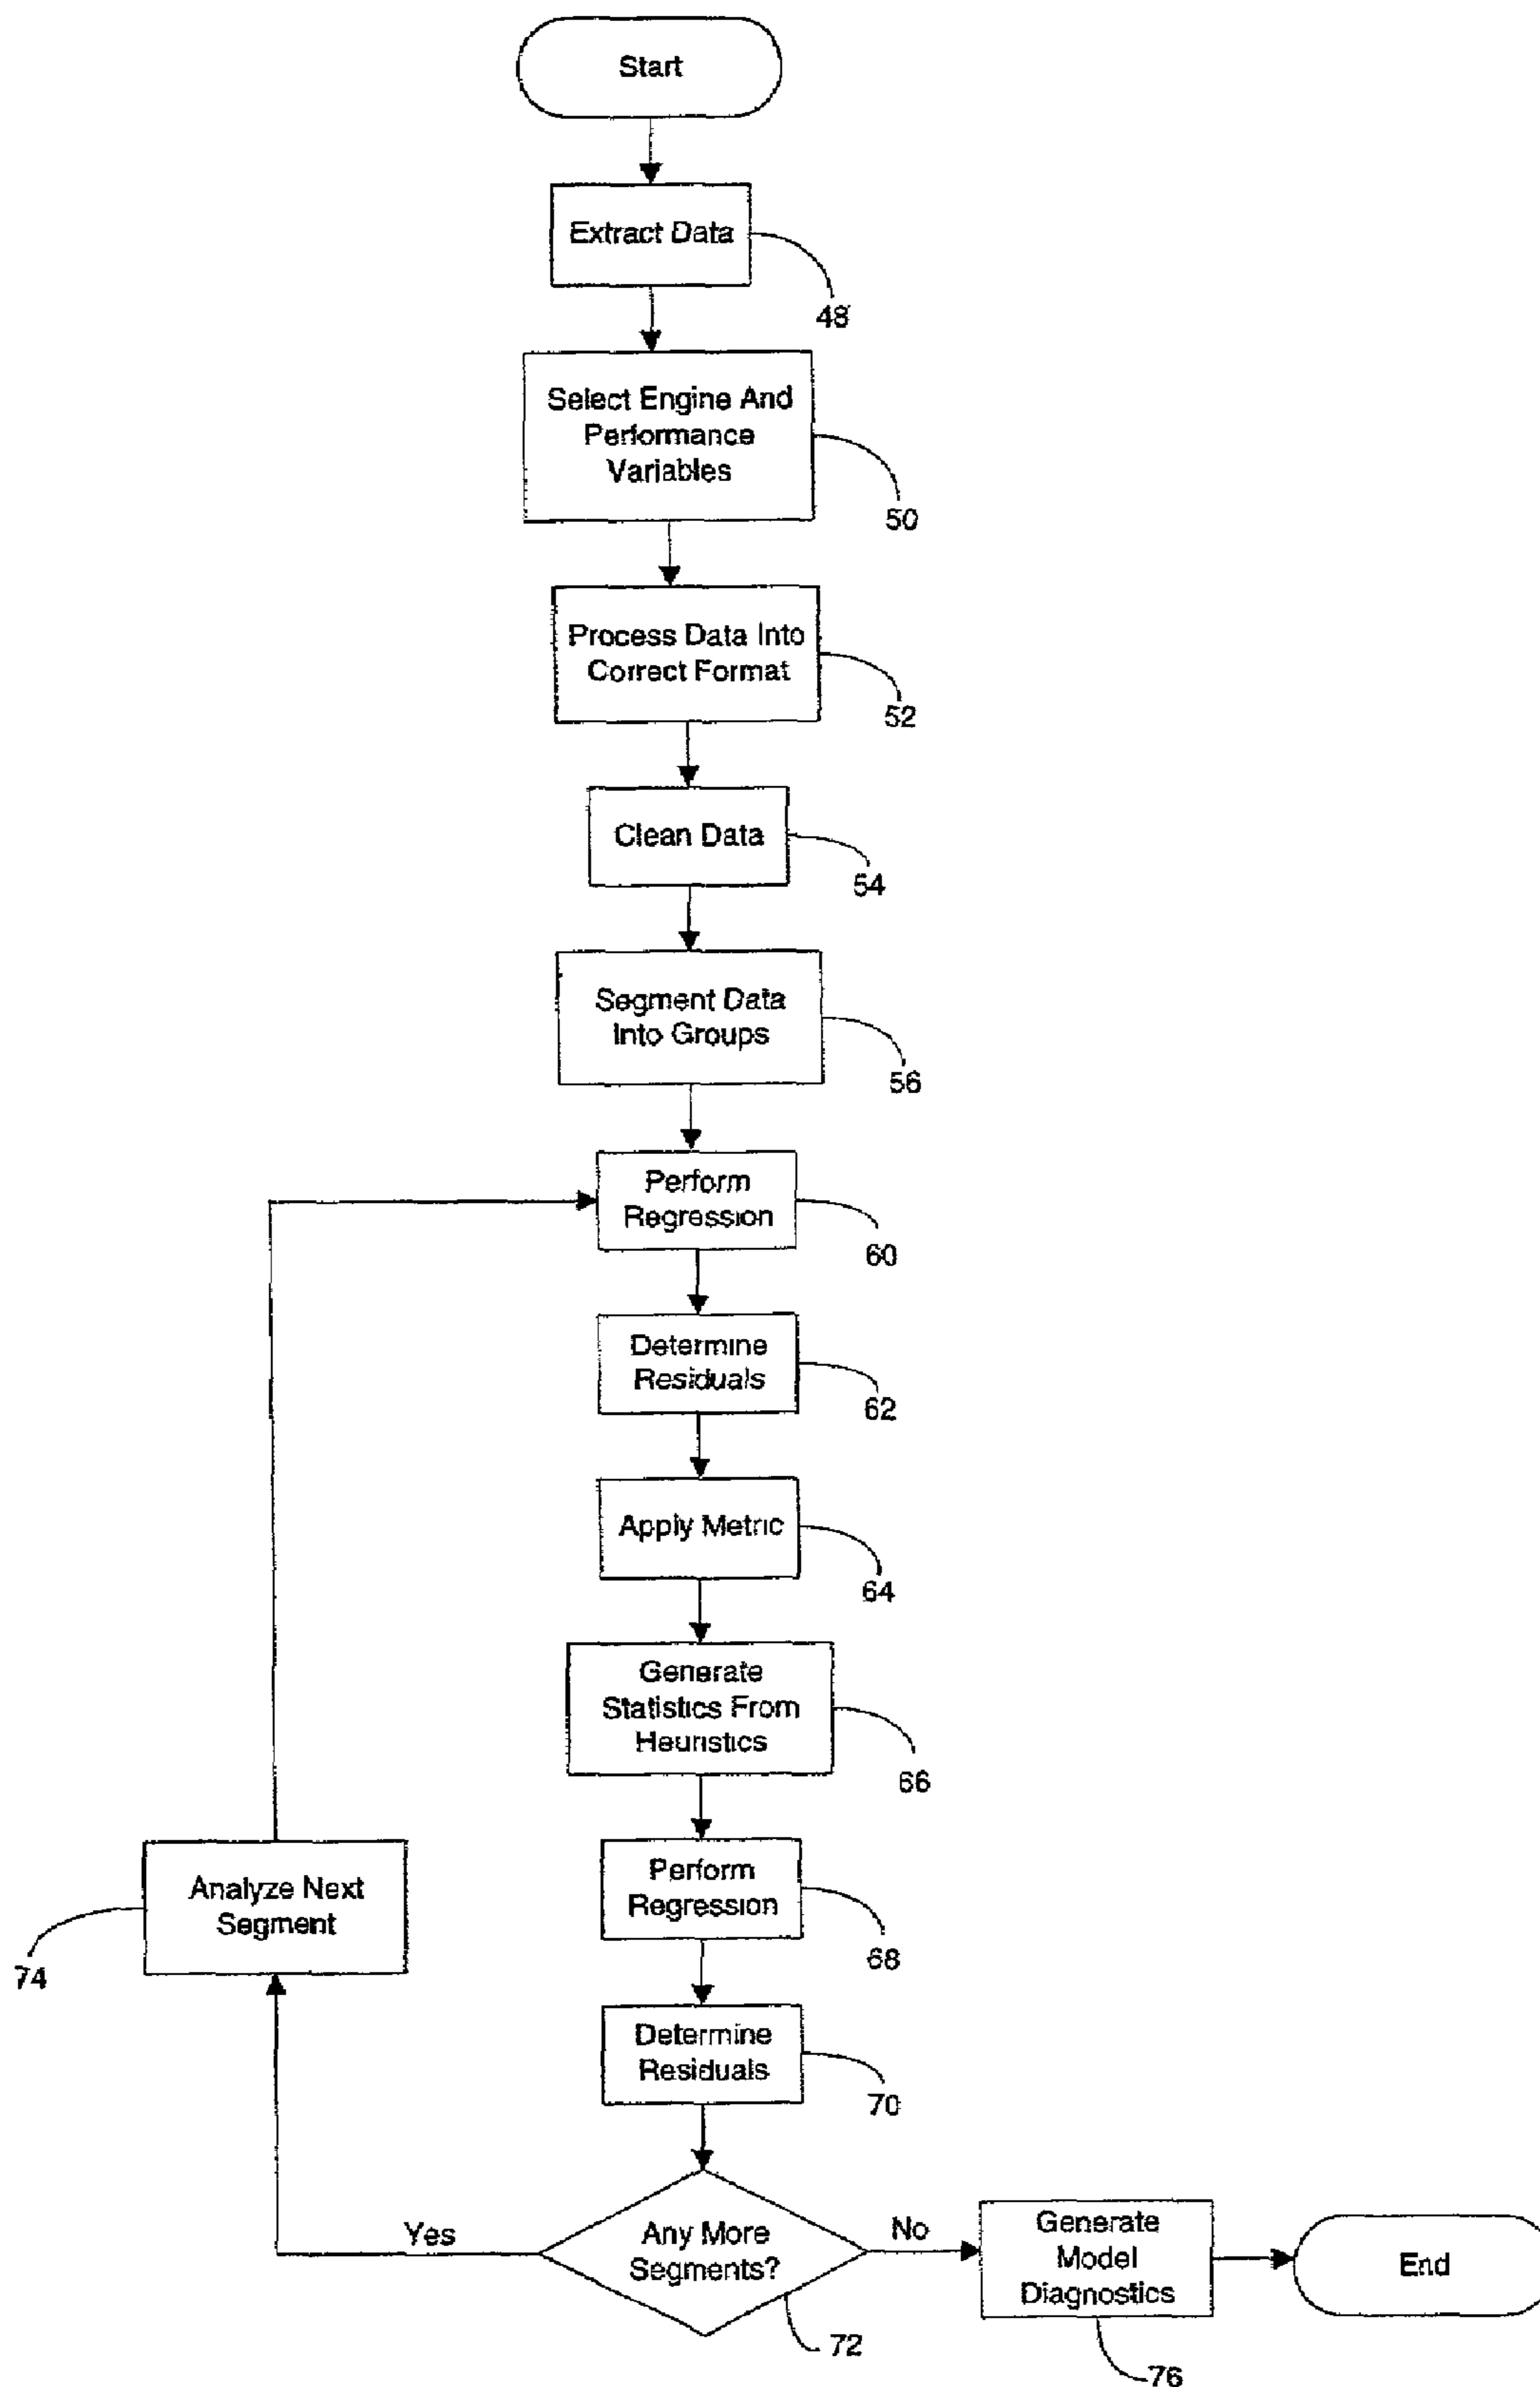 Start
Extract Data
48
Select Engine And
Performance
Variables
50
Process Data Into
Correct Format
52
Clean Data
54
Segment Data
Into Groups
56
Perform
Regression
60
Determine
Residuals
62
Apply Metric
64
Generate
Statistics From
Heuristics
66
Analyze Next
Segment
74
Perform
Regression
68
Determine
Residuals
70
Yes
Any More
Segments?
72
No
Generate
Model
Diagnostics
76
End